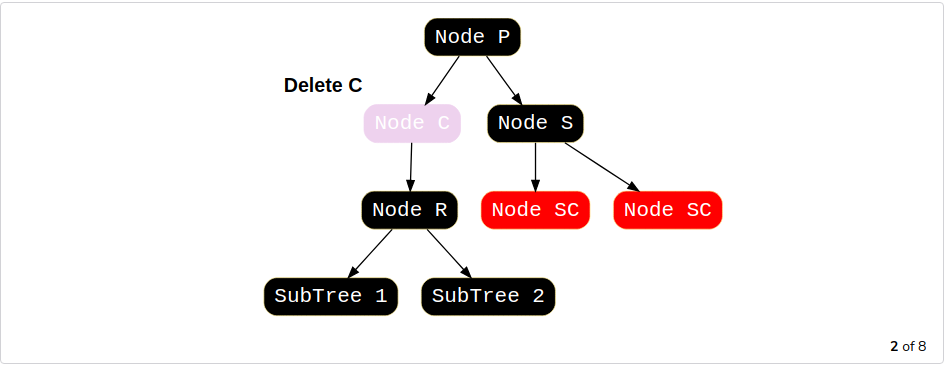 Node P
Delete C
Node C
Node S
Node R
Node SC
Node SC
SubTree 1
SubTree 2
2 of 8